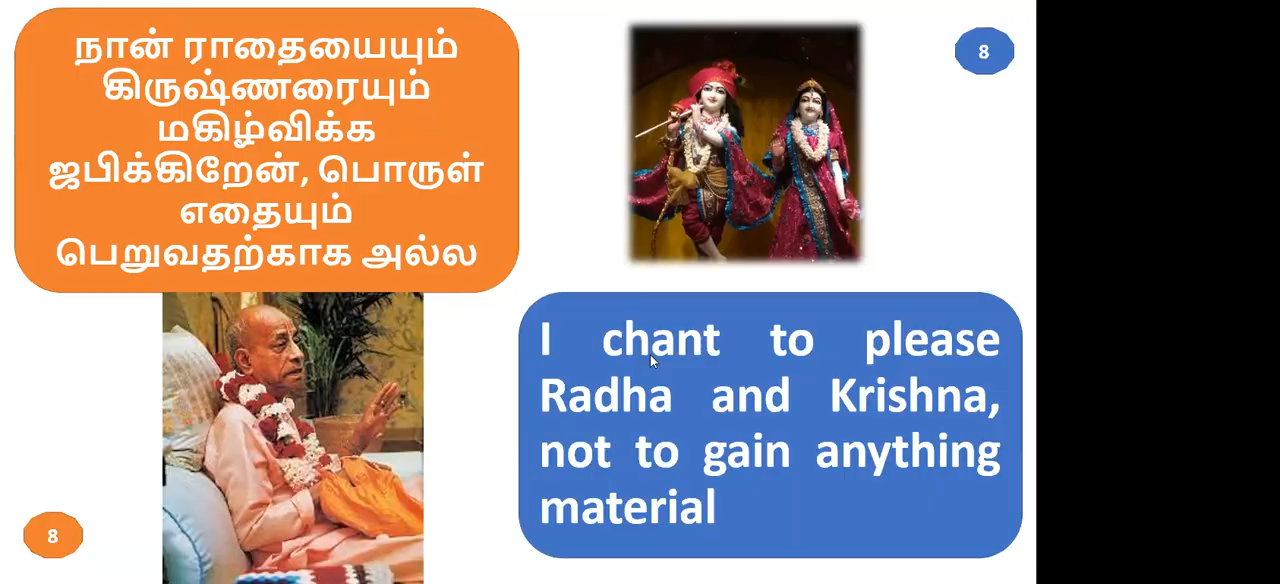 நான் ராதையையும்
கிருஷ்ணரையும்
மகிழ்விக்க
ஜபிக்கிறேன், பொருள்
எதையும்
பெறுவதற்காக அல்ல
8
I chant to please
Radha and Krishna,
not to gain anything
material
8